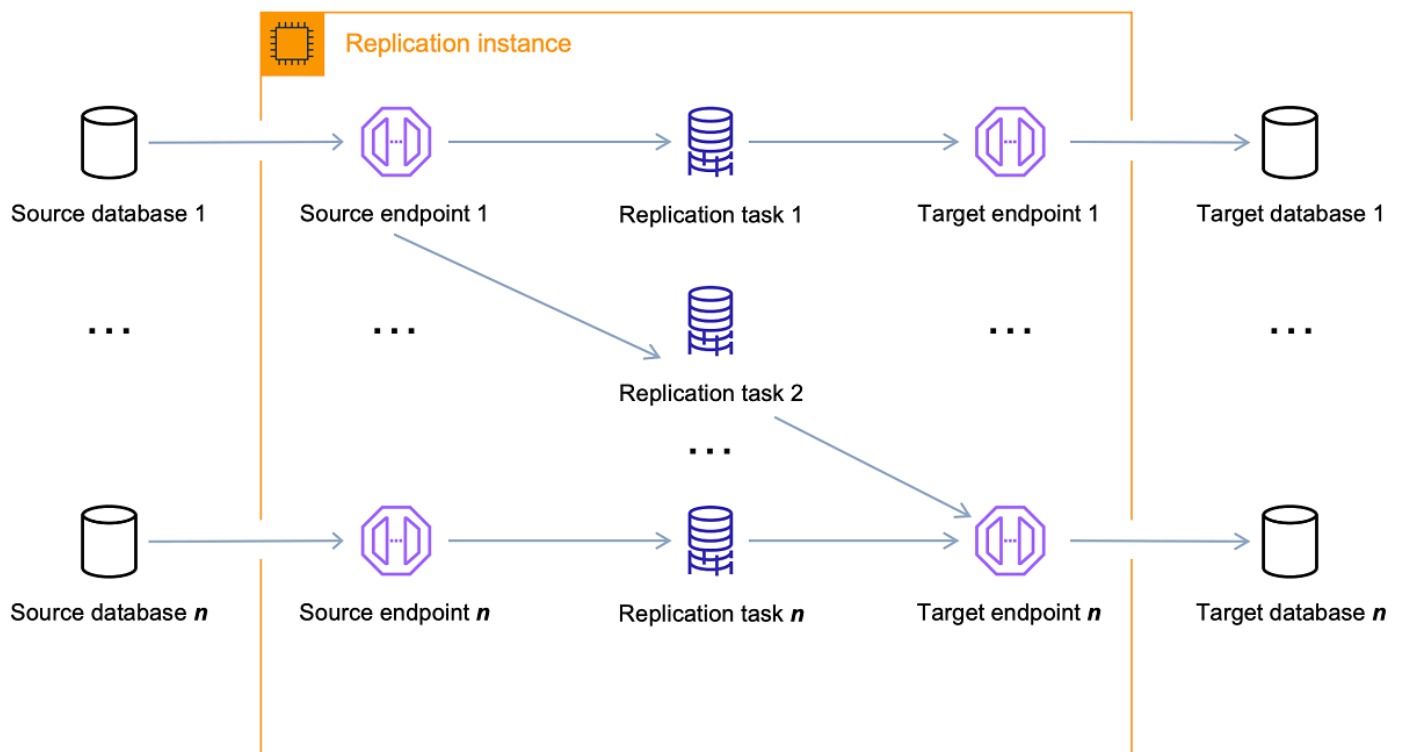 Replication instance
Source database 1
Source endpoint 1
Replication task 1
Target endpoint 1
Target database 1
...
...
Replication task 2
...
...
...
Source database n
Source endpoint n
Replication task n
Target endpoint n
Target database n